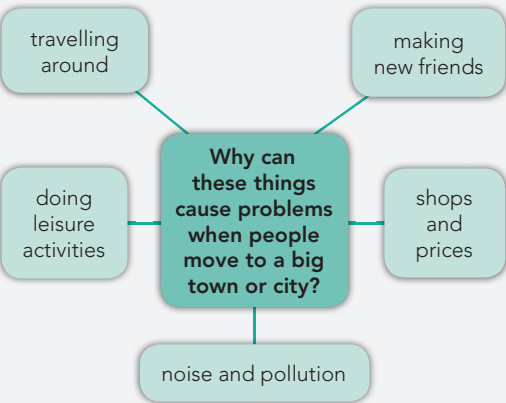 travelling
around
making
new friends
Why can
these things
cause problems
when people
move to a big
town or city?
doing
leisure
activities
shops
and
prices
noise and pollution